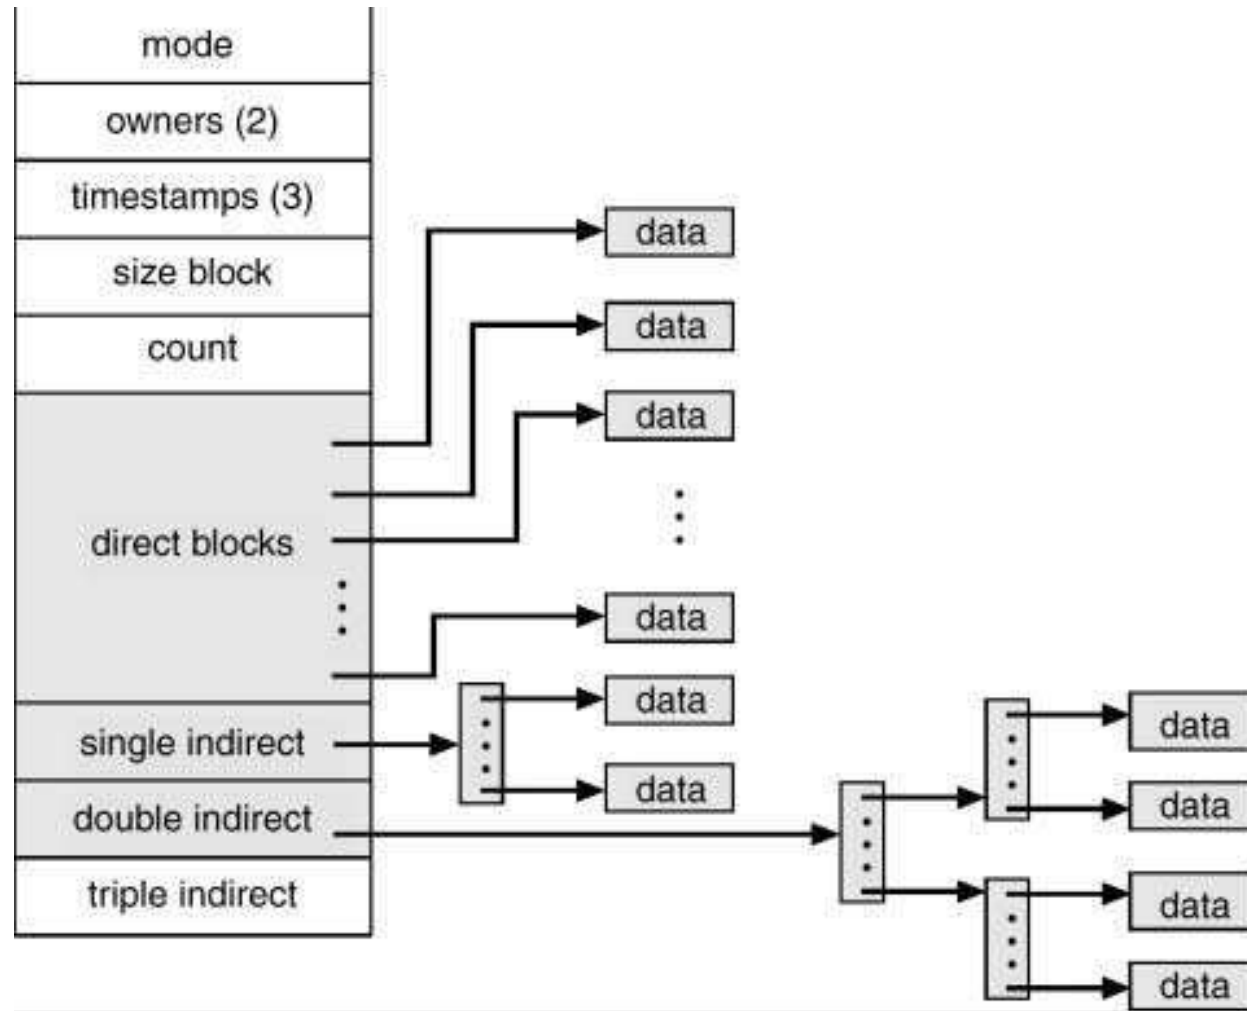 mode
owners (2)
timestamps (3)
size block
count
direct blocks
single indirect
double indirect
triple indirect
data
data
data
data
data
data
data
data
data
data